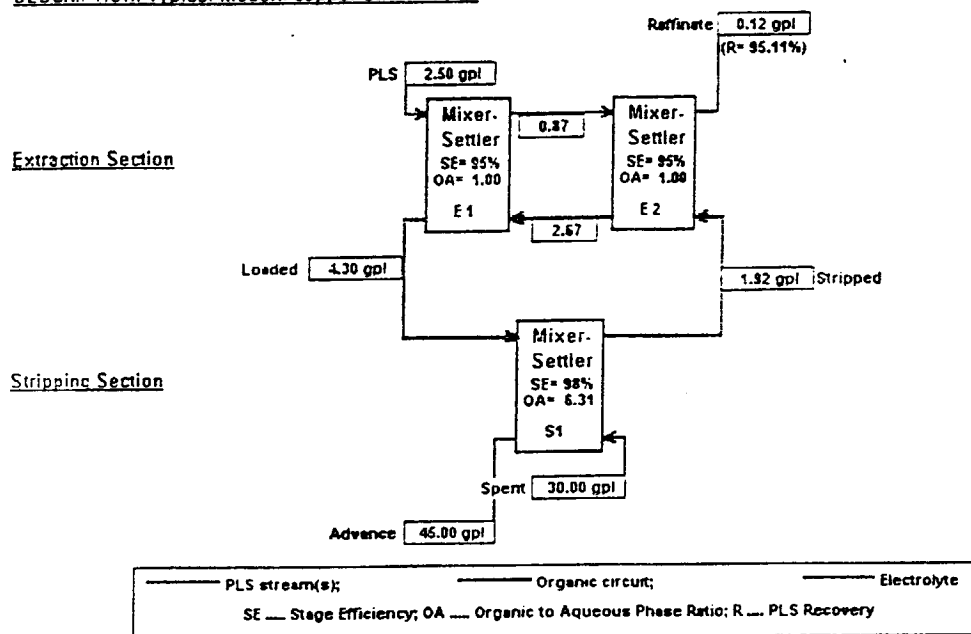 Raffinate 0.12 gpl
(R= 95.11%)
PLS 2.50 gpl
Mixer-
Settler
SE= 95%
OA= 1.00
E1
0.87
Mixer-
Settler
SE= 95%
OA= 1.00
E2
Extraction Section
2.67
Loaded 4.30 gpl
1.92 gpl Stripped
Mixer-
Settler
SE= 98%
OA= 6.31
S1
Stripping Section
Spent 30.00 gpl
Advance 45.00 gpl
PLS stream(s); Organic circuit; Electrolyte
SE .... Stage Efficiency; OA .... Organic to Aqueous Phase Ratio; R .... PLS Recovery